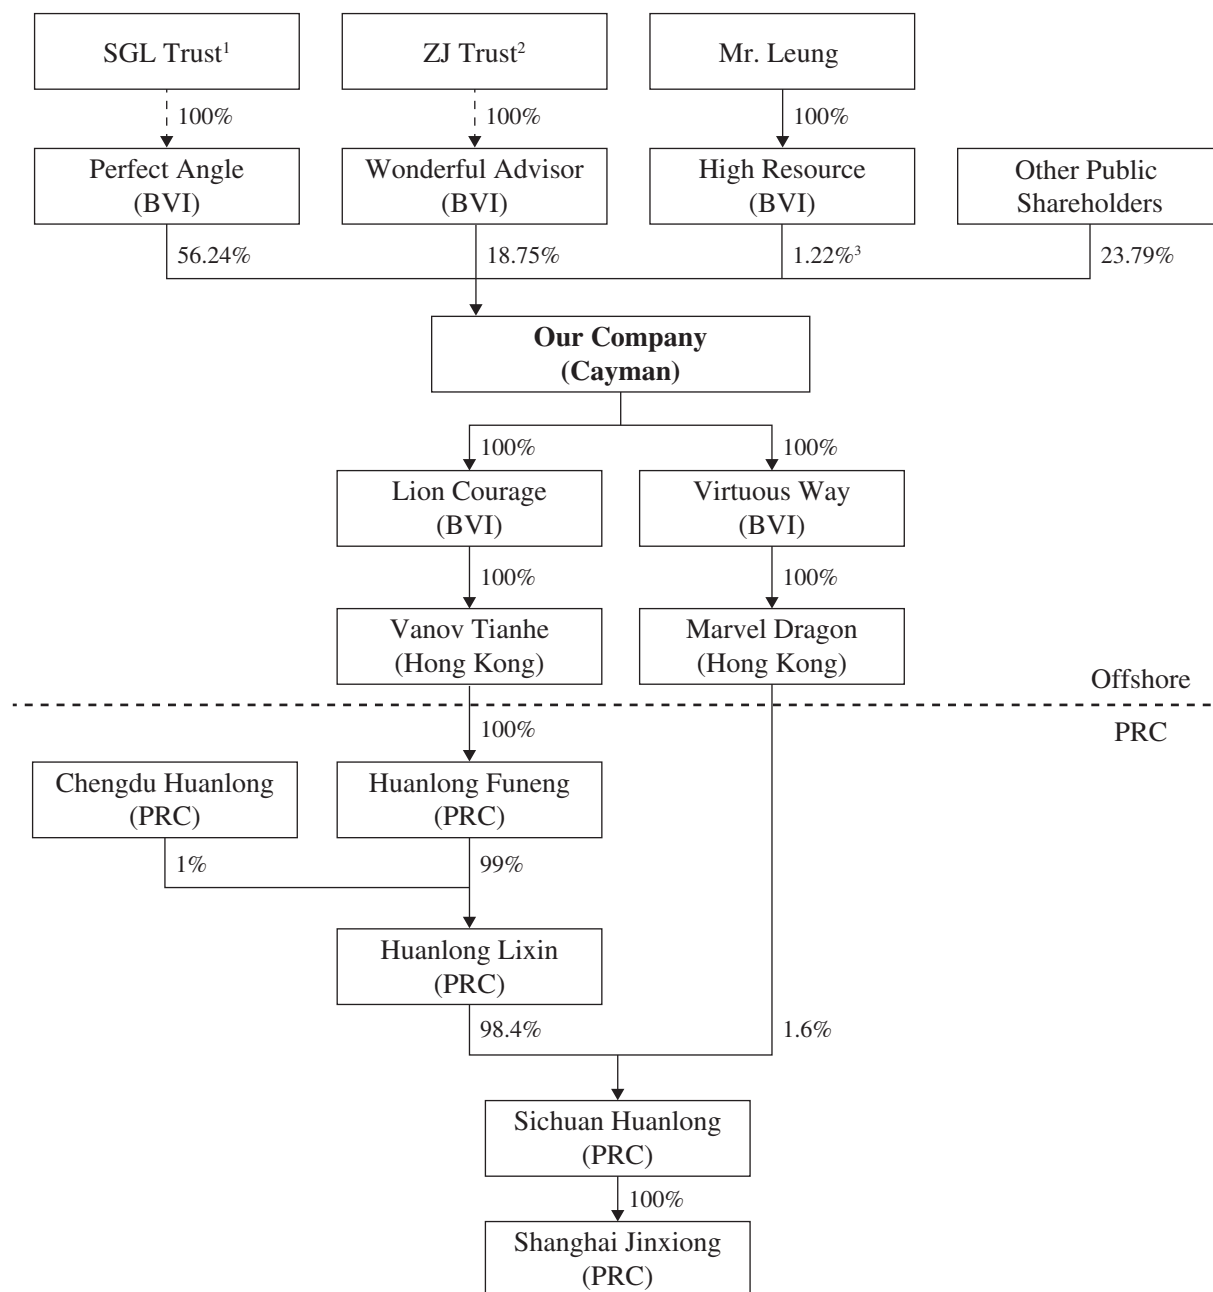 SGL Trust¹
ZJ Trust²
Mr. Leung
100%
100%
100%
Perfect Angle
(BVI)
Wonderful Advisor
(BVI)
High Resource
(BVI)
Other Public
Shareholders
56.24%
18.75%
1.22%³
23.79%
Our Company
(Cayman)
100%
100%
Lion Courage
(BVI)
Virtuous Way
(BVI)
100%
100%
Vanov Tianhe
(Hong Kong)
Marvel Dragon
(Hong Kong)
Offshore
PRC
100%
Chengdu Huanlong
(PRC)
Huanlong Funeng
(PRC)
1%
99%
Huanlong Lixin
(PRC)
98.4%
1.6%
Sichuan Huanlong
(PRC)
100%
Shanghai Jinxiong
(PRC)